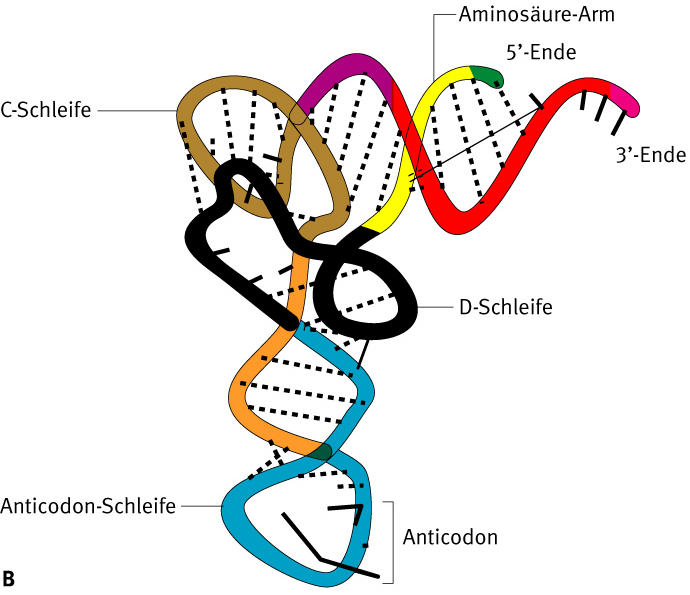 Aminosäure-Arm
5’-Ende
C-Schleife
3’-Ende
D-Schleife
Anticodon-Schleife
Anticodon
B